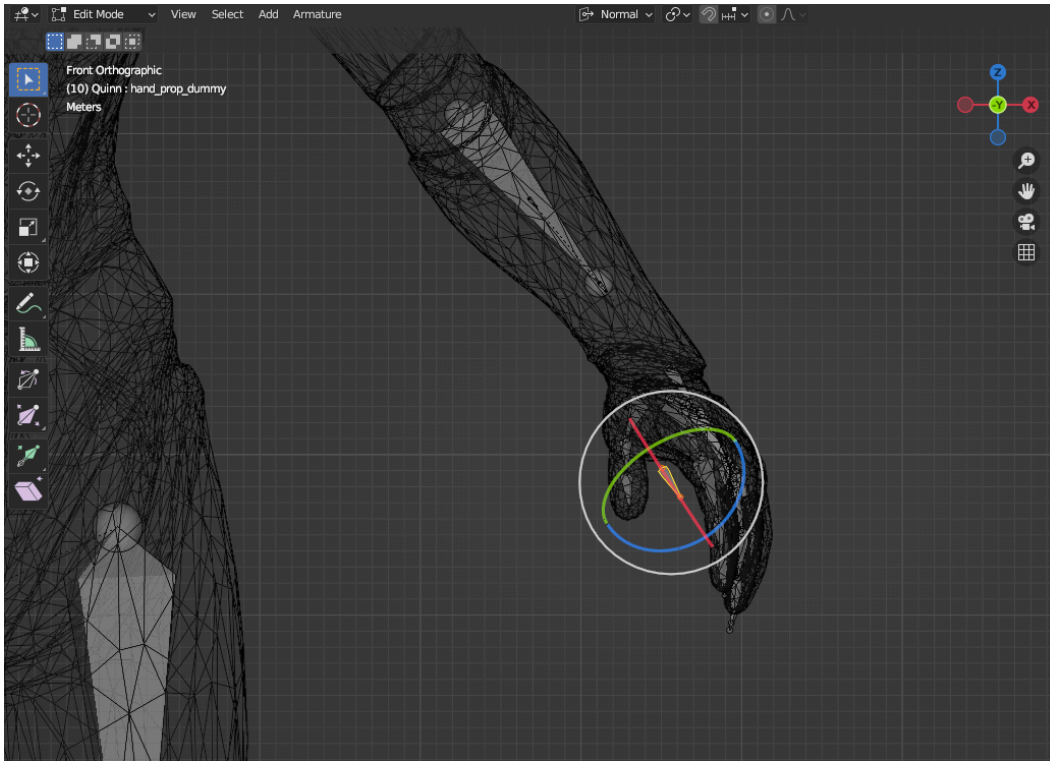 Edit Mode View Select Add Armature Normal
Front Orthographic
(10) Quinn : hand_prop_dummy
Meters
Z
-Y X